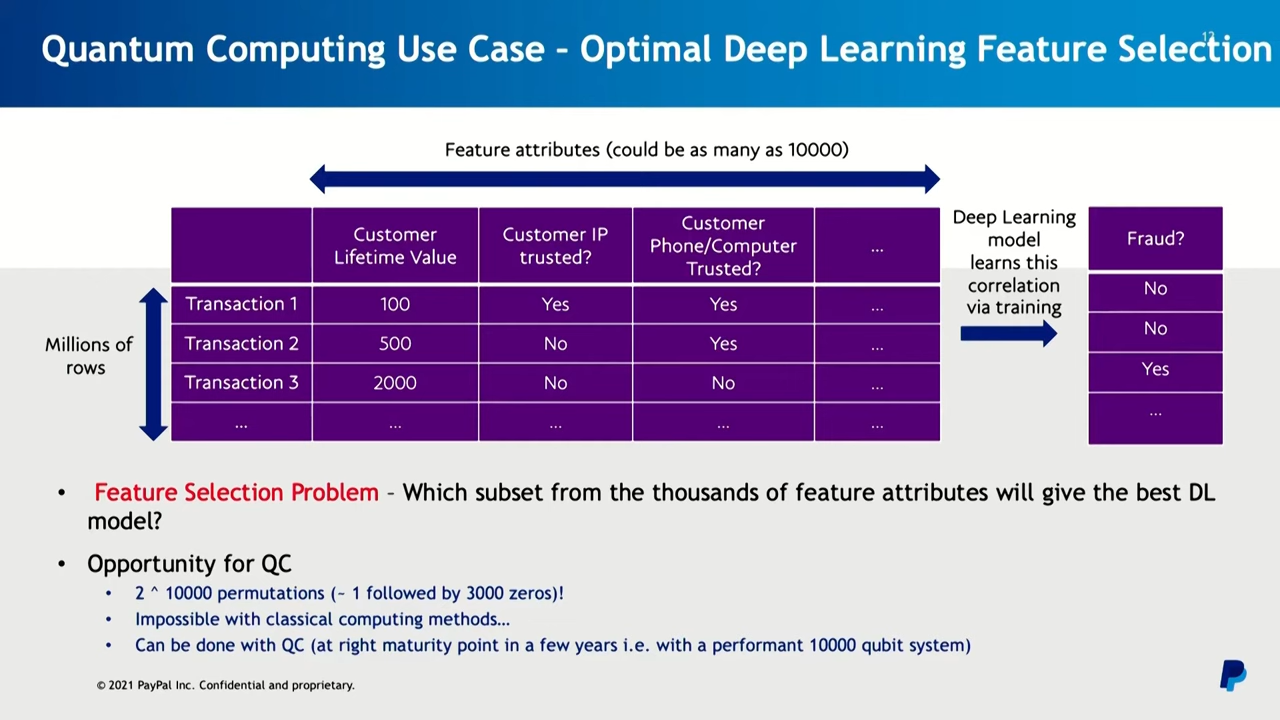 Quantum Computing Use Case – Optimal Deep Learning Feature Selection
12
Feature attributes (could be as many as 10000)
Customer
Lifetime Value
Customer IP
trusted?
Customer
Phone/Computer
Trusted?
...
Deep Learning
model
learns this
correlation
via training
Fraud?
Millions of
rows
Transaction 1 100 Yes Yes ... No
Transaction 2 500 No Yes ... No
Transaction 3 2000 No No ... Yes
... ... ... ... ... ...
• Feature Selection Problem – Which subset from the thousands of feature attributes will give the best DL
model?
• Opportunity for QC
• 2 ^ 10000 permutations (~ 1 followed by 3000 zeros)!
• Impossible with classical computing methods...
• Can be done with QC (at right maturity point in a few years i.e. with a performant 10000 qubit system)
© 2021 PayPal Inc. Confidential and proprietary.